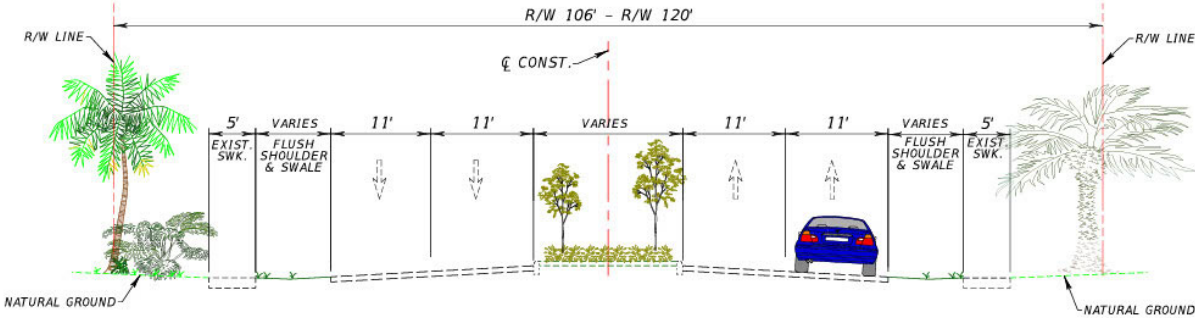 R/W 106' - R/W 120'
R/W LINE
R/W LINE
℄ CONST.
5'
VARIES
11'
11'
VARIES
11'
11'
VARIES
5'
EXIST.
SWK.
FLUSH
SHOULDER
& SWALE
FLUSH
SHOULDER
& SWALE
EXIST.
SWK.
NATURAL GROUND
NATURAL GROUND